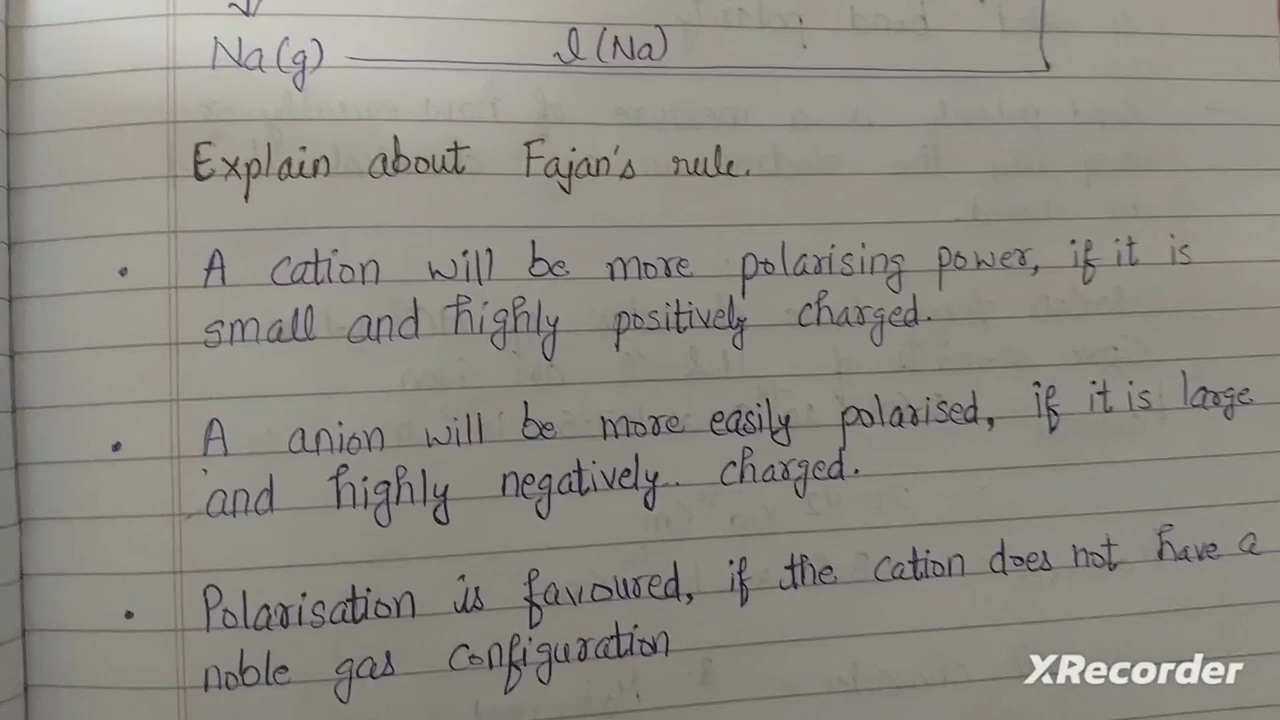 Na(g) I(Na)
Explain about Fajan's rule.
• A cation will be more polarising power, if it is
small and highly positively charged.
• A anion will be more easily polarised, if it is large
and highly negatively. charged.
• Polarisation is favoured, if the cation does not have a
noble gas configuration
XRecorder